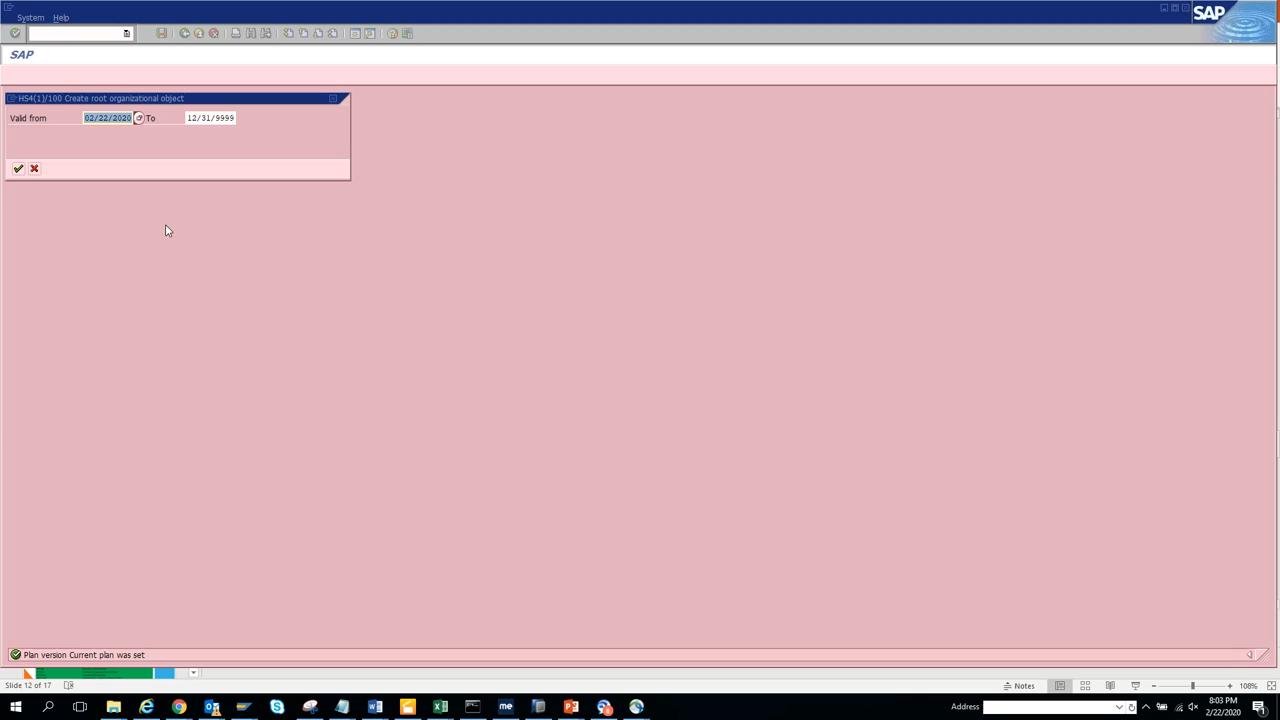 System Help
SAP
SAP
HS4(1)/100 Create root organizational object
Valid from 02/22/2020 To 12/31/9999
Plan version Current plan was set
Slide 12 of 17
Notes
108%
Address
8:03 PM
2/22/2020